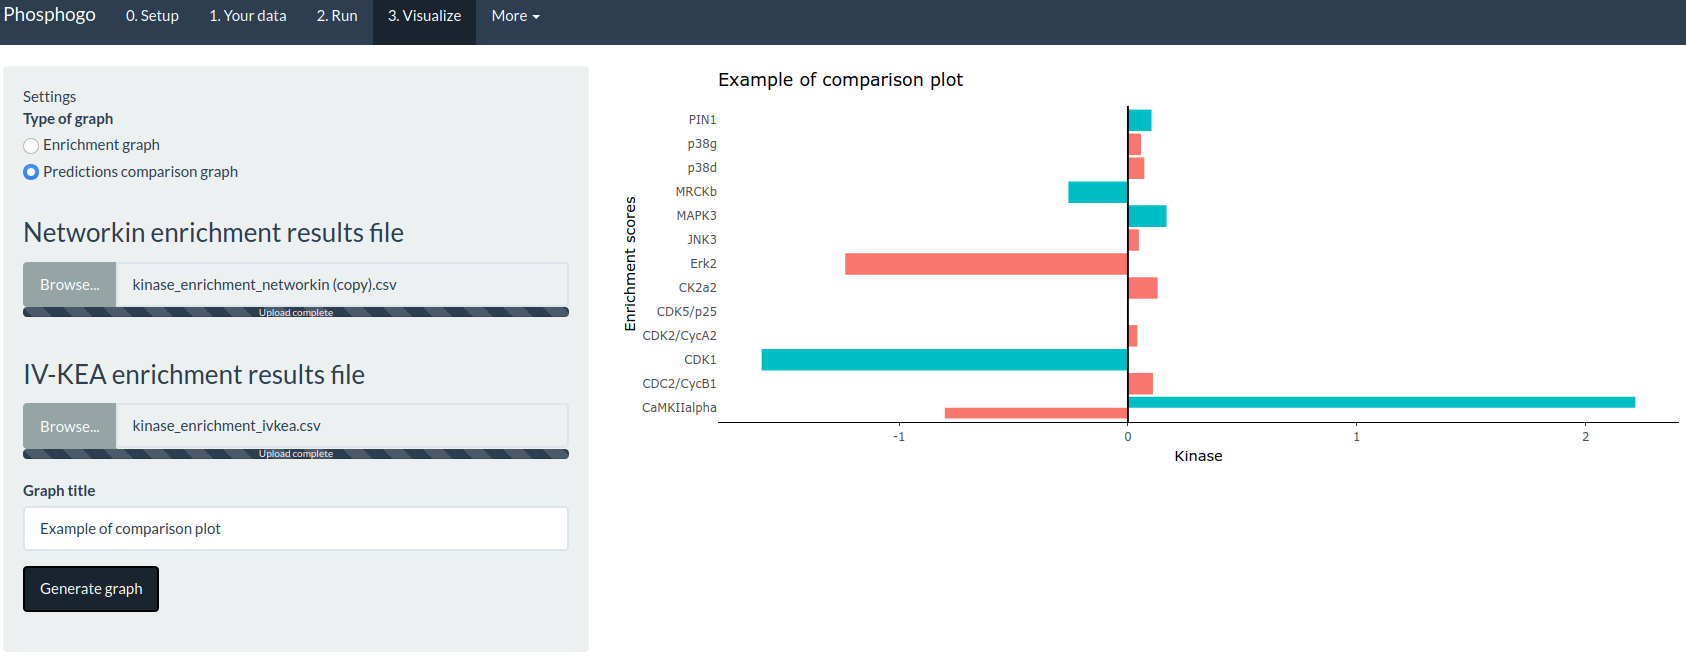 Phosphogo 0. Setup 1. Your data 2. Run 3. Visualize More
Settings
Type of graph
Enrichment graph
Predictions comparison graph
Networkin enrichment results file
Browse... kinase_enrichment_networkin (copy).csv
Upload complete
IV-KEA enrichment results file
Browse... kinase_enrichment_ivkea.csv
Upload complete
Graph title
Example of comparison plot
Generate graph
Example of comparison plot
Enrichment scores
PIN1
p38g
p38d
MRCKb
MAPK3
JNK3
Erk2
CK2a2
CDK5/p25
CDK2/CycA2
CDK1
CDC2/CycB1
CaMKIIalpha
-1 0 1 2
Kinase